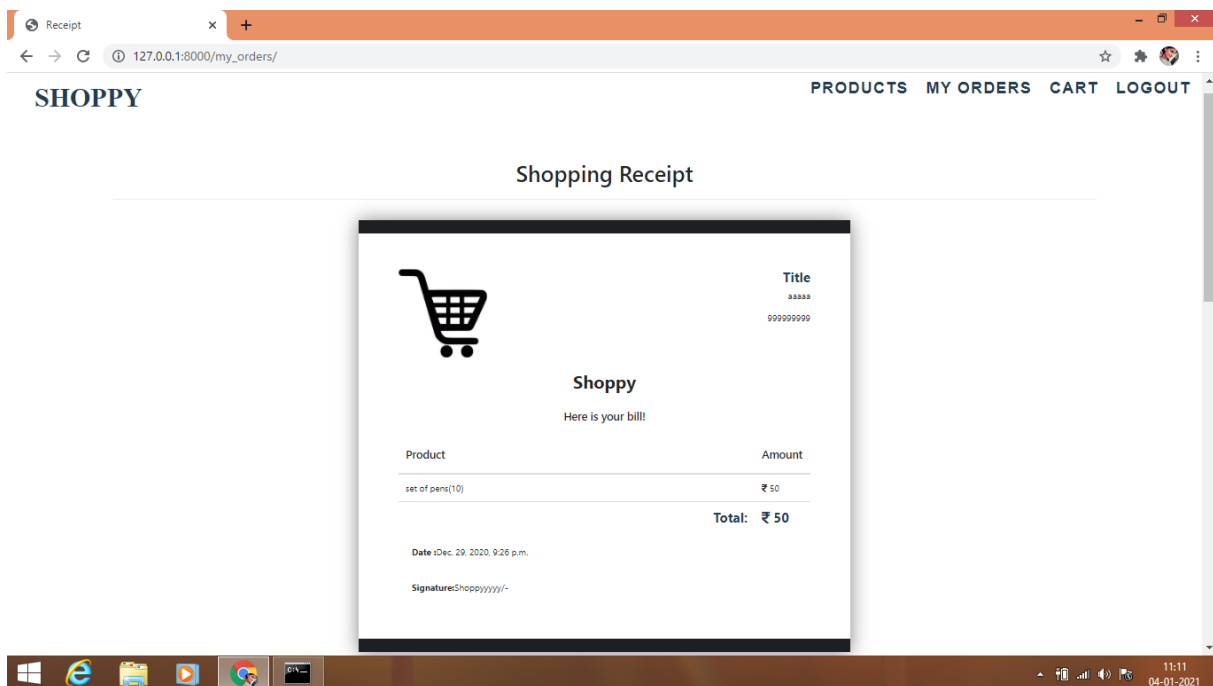 Receipt
127.0.0.1:8000/my_orders/
SHOPPY
PRODUCTS MY ORDERS CART LOGOUT
Shopping Receipt
Title
aaaaa
999999999
Shoppy
Here is your bill!
Product Amount
set of pens(10) ₹ 50
Total: ₹ 50
Date :Dec. 29, 2020, 9:26 p.m.
Signature:Shoppyyyyy/-
11:11
04-01-2021